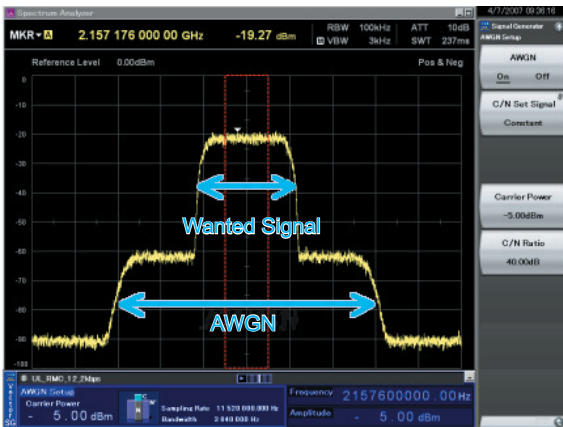 Spectrum Analyzer
4/7/2007 09:36:16
MKR▼A 2.157 176 000 00 GHz -19.27 dBm
RBW 100kHz ATT 10dB
VBW 3kHz SWT 237ms
Reference Level 0.00dBm Pos & Neg
0
-10
-20
-30
-40
-50
-60
-70
-80
-90
-100
Wanted Signal
AWGN
Signal Generator
AWGN Setup
AWGN
On Off
C/N Set Signal
Constant
Carrier Power
-5.00dBm
C/N Ratio
40.00dB
UL_RMC_12_2kbps
Vector SG
AWGN Setup
Carrier Power
- 5.00 dBm
C
N
Sampling Rate 11 520 000.000 Hz
Bandwidth 3 840 000 Hz
Frequency 2157600000.00Hz
Amplitude - 5.00 dBm